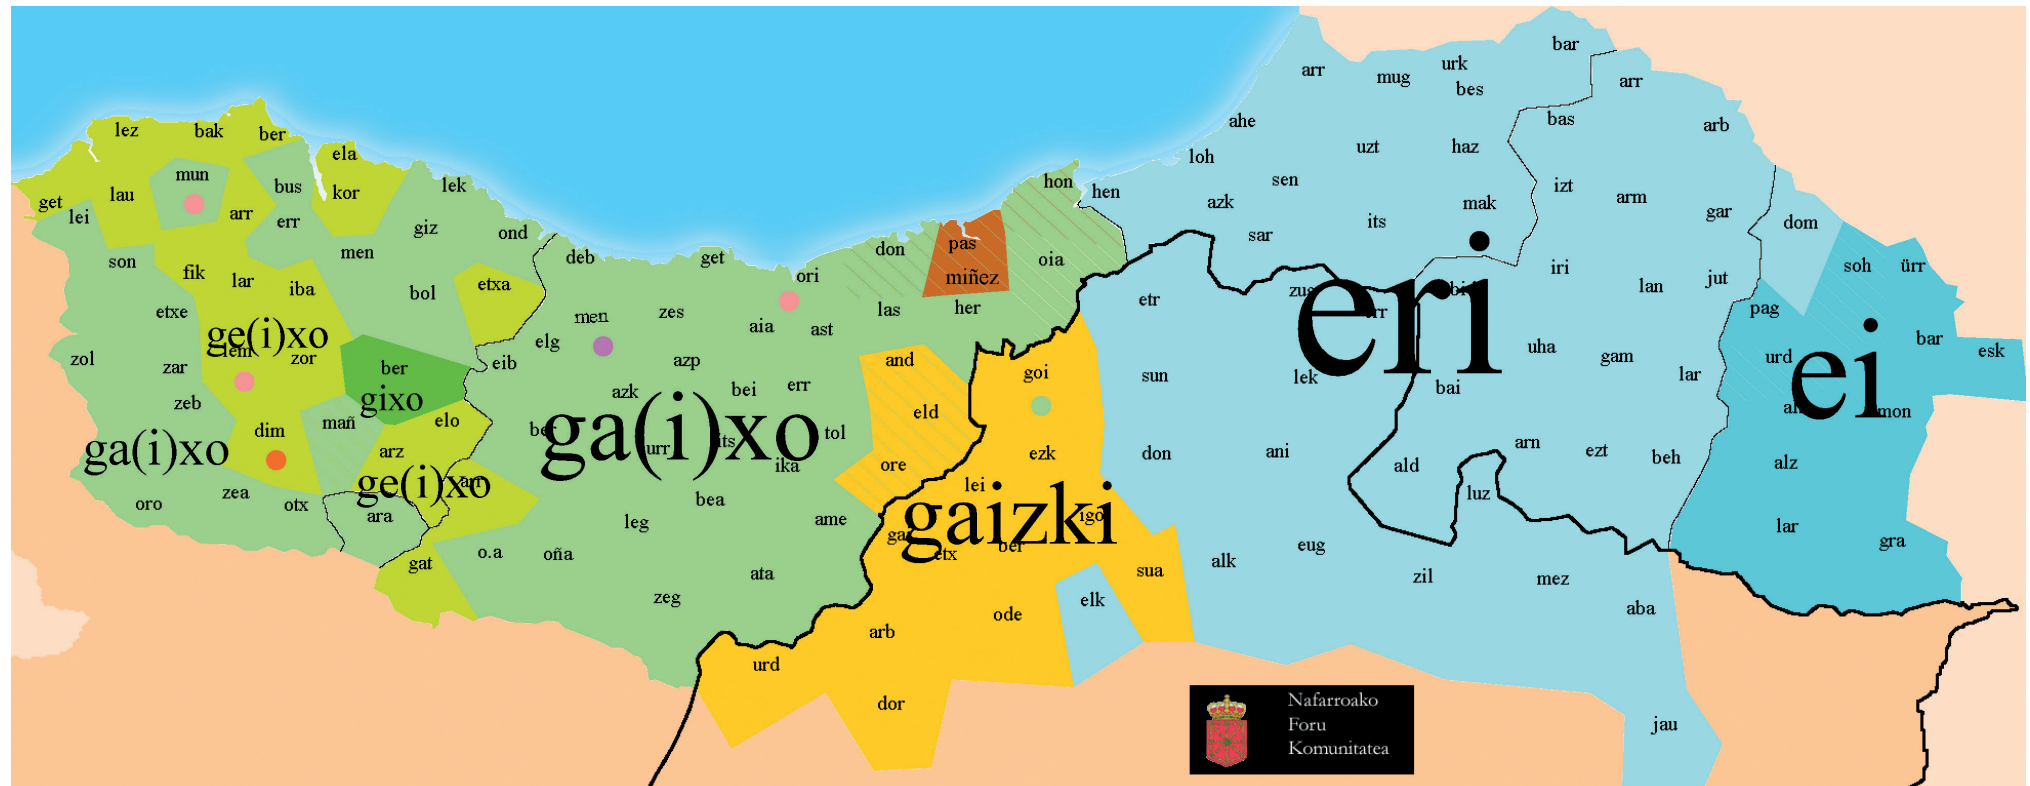 bar
arr
mug
urk
bes
arr
lez
bak
ber
ahe
bas
arb
ela
uzt
haz
loh
mun
bus
kor
lek
hon
hen
sen
izt
arm
gar
get
lei
lau
arr
err
giz
ond
azk
its
mak
dom
son
fik
lar
iba
men
bol
etxa
deb
get
ori
don
pas
miñez
oia
sar
iri
lan
jut
soh
ürr
etxe
men
zes
aia
ast
las
her
etr
pag
ge(i)xo
zor
zol
zar
ber
gixo
elg
eib
azp
and
goi
eri
uha
gam
lar
urd
ei
bar
esk
zeb
azk
bei
err
sun
lek
bai
dim
mañ
elo
eld
mon
ga(i)xo
arz
ga(i)xo
urr
its
tol
ika
ore
ezk
don
ani
ald
arn
ezt
beh
alz
oro
zea
otx
ge(i)xo
ara
leg
bea
ame
lei
gaizki
igo
luz
lar
gra
gat
o.a
oña
ata
zeg
etx
ber
sua
alk
eug
zil
mez
aba
elk
ode
arb
urd
dor
jau
Nafarroako
Foru
Komunitatea